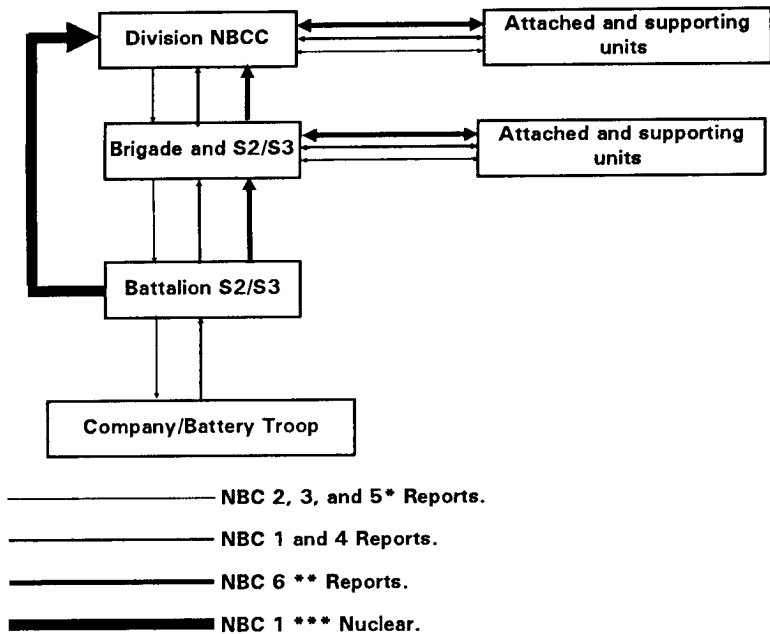 Division NBCC
Attached and supporting
units
Brigade and S2/S3
Attached and supporting
units
Battalion S2/S3
Company/Battery Troop
NBC 2, 3, and 5* Reports.
NBC 1 and 4 Reports.
NBC 6 ** Reports.
NBC 1 *** Nuclear.